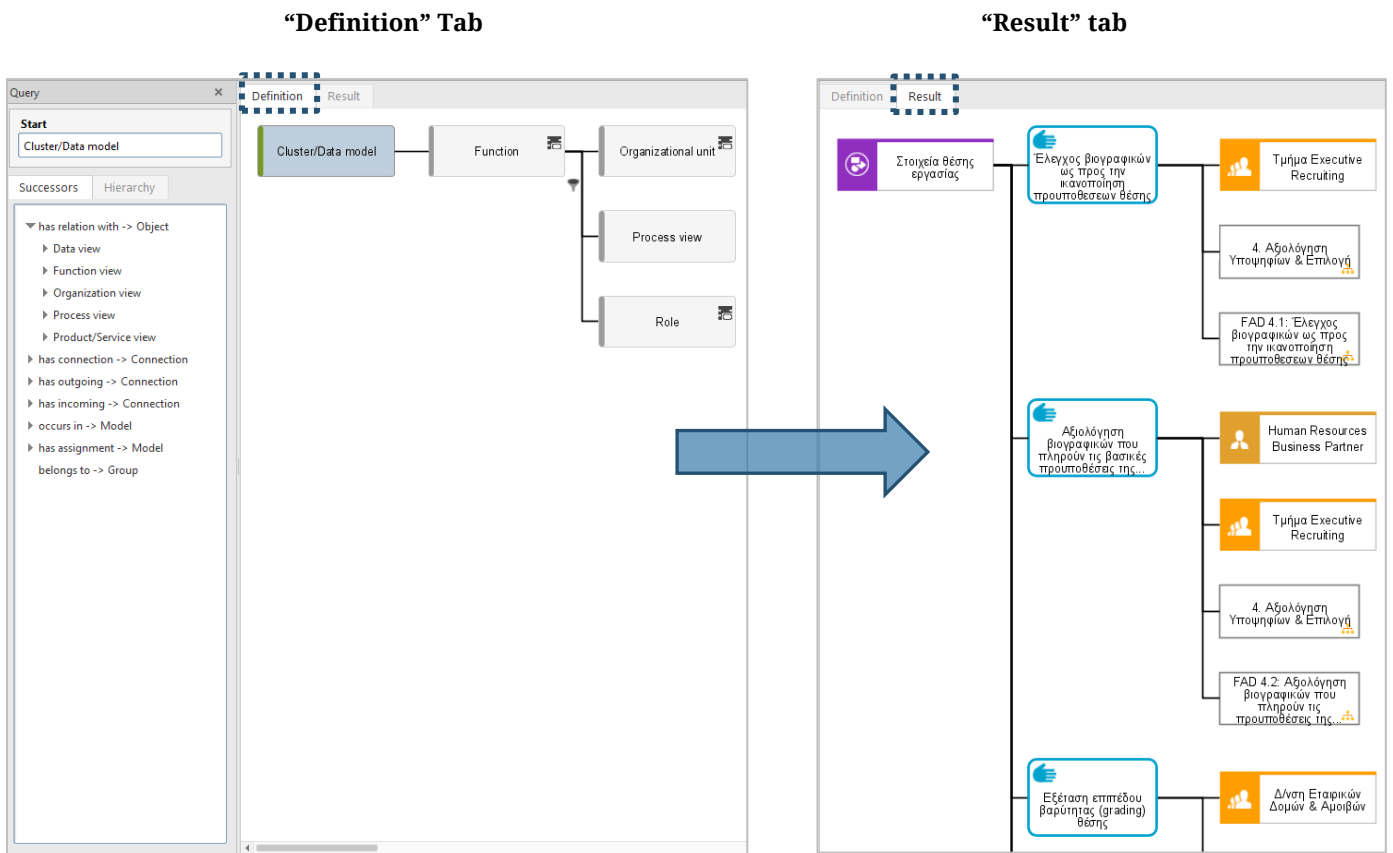 “Definition” Tab
“Result” tab
Query
Start
Cluster/Data model
Successors
Hierarchy
has relation with -> Object
Data view
Function view
Organization view
Process view
Product/Service view
has connection -> Connection
has outgoing -> Connection
has incoming -> Connection
occurs in -> Model
has assignment -> Model
belongs to -> Group
Definition
Result
Cluster/Data model
Function
Organizational unit
Process view
Role
Definition
Result
Στοιχεία θέσης
εργασίας
Έλεγχος βιογραφικών
ως προς την
ικανοποίηση
προυποθεσεων θέσης
Τμήμα Executive
Recruiting
4. Αξιολόγηση
Υποψηφίων & Επιλογή
FAD 4.1: Έλεγχος
βιογραφικών ως προς
την ικανοποίηση
προυποθεσεων θέσης
Αξιολόγηση
βιογραφικών που
πληρούν τις βασικές
προυποθέσεις της...
Human Resources
Business Partner
Τμήμα Executive
Recruiting
4. Αξιολόγηση
Υποψηφίων & Επιλογή
FAD 4.2: Αξιολόγηση
βιογραφικών που
πληρούν τις
προυποθέσεις της...
Εξέταση επιπέδου
βαρύτητας (grading)
θέσης
Δ/νση Εταιρικών
Δομών & Αμοιβών